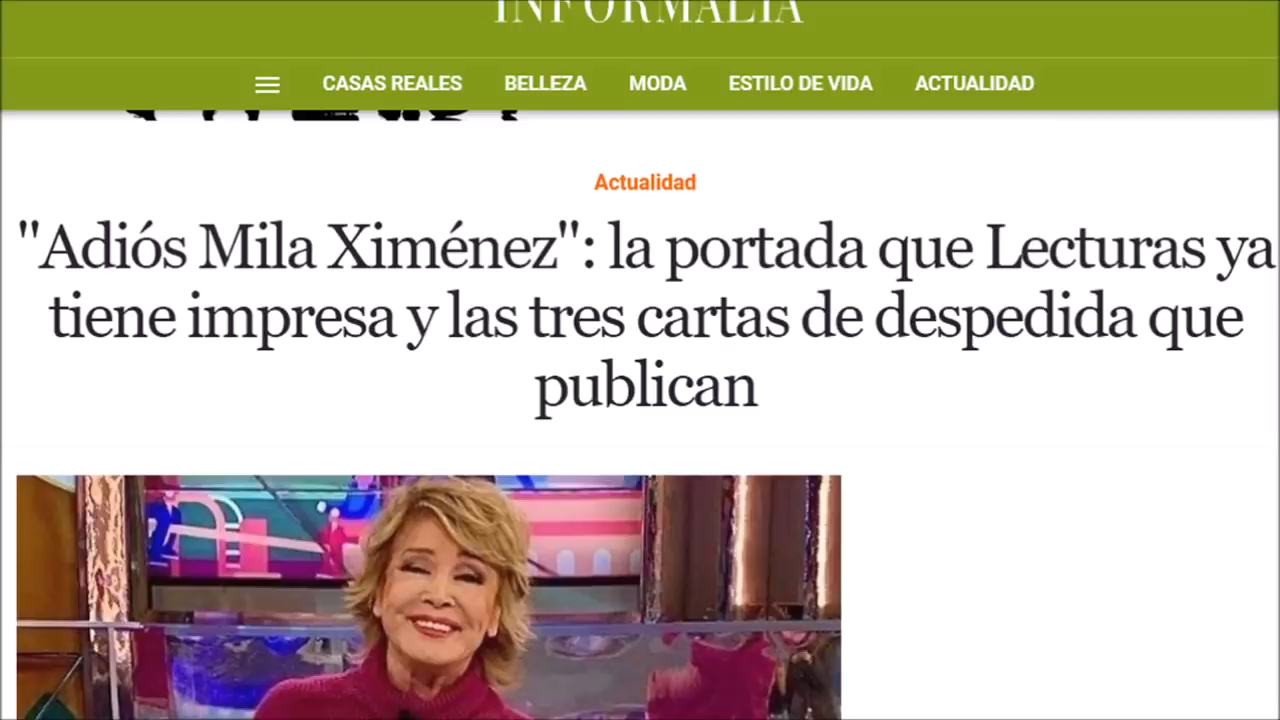 INFORMALIA
CASAS REALES BELLEZA MODA ESTILO DE VIDA ACTUALIDAD
Actualidad
"Adiós Mila Ximénez": la portada que Lecturas ya
tiene impresa y las tres cartas de despedida que
publican